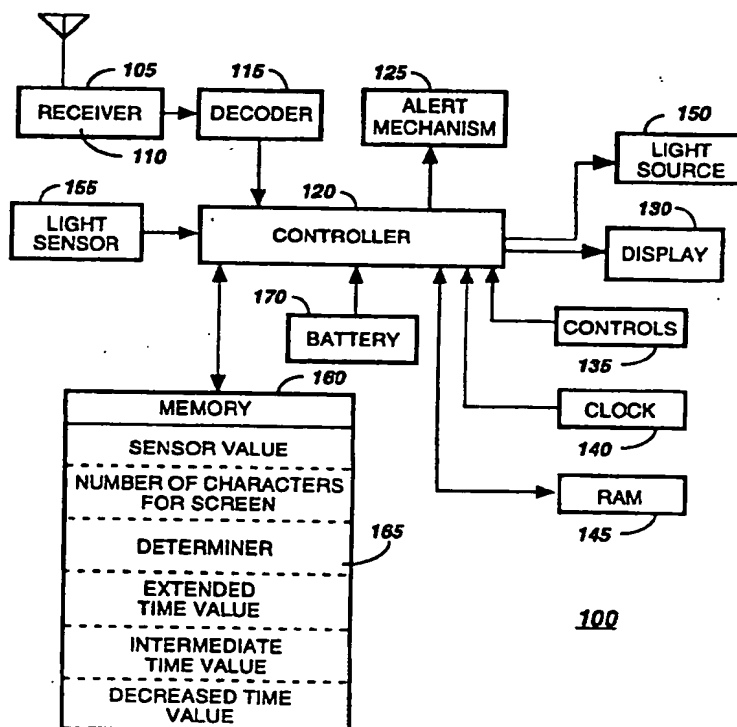 105
115
125
RECEIVER
110
DECODER
ALERT
MECHANISM
150
LIGHT
SOURCE
155
LIGHT
SENSOR
120
CONTROLLER
130
DISPLAY
170
BATTERY
CONTROLS
135
160
MEMORY
SENSOR VALUE
NUMBER OF CHARACTERS
FOR SCREEN
DETERMINER
165
EXTENDED
TIME VALUE
INTERMEDIATE
TIME VALUE
DECREASED TIME
VALUE
CLOCK
140
RAM
145
100